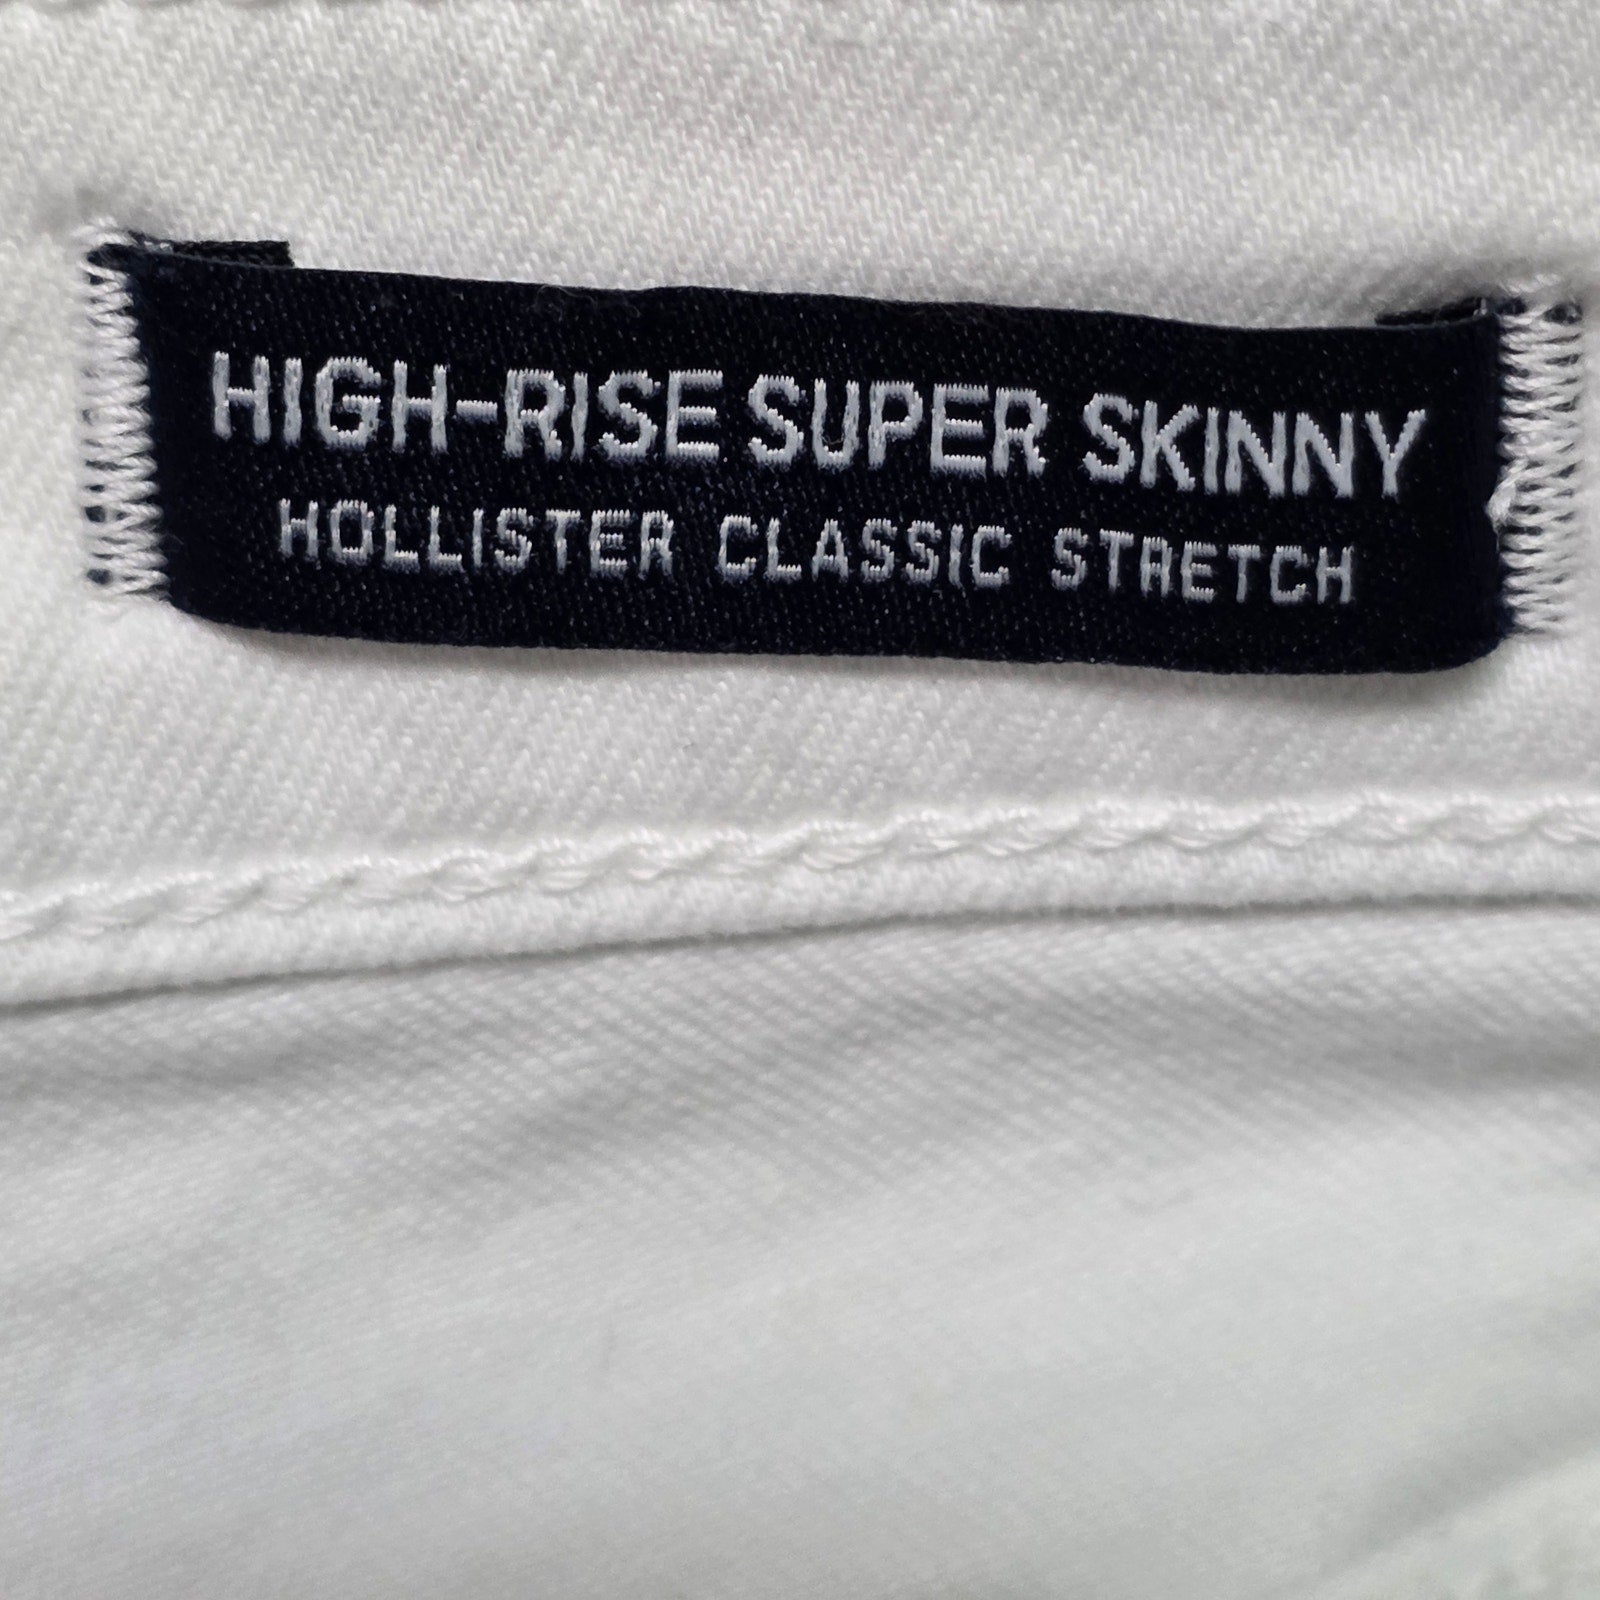 HIGH-RISE SUPER SKINNY
HOLLISTER CLASSIC STRETCH